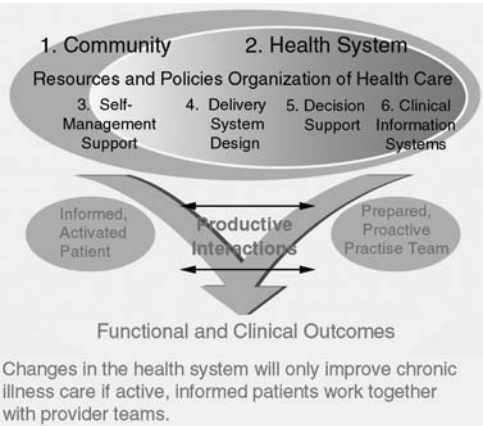 1. Community 2. Health System
Resources and Policies Organization of Health Care
3. Self-
Management
Support
4. Delivery
System
Design
5. Decision
Support
6. Clinical
Information
Systems
Informed,
Activated
Patient
Productive
Interactions
Prepared,
Proactive
Practise Team
Functional and Clinical Outcomes
Changes in the health system will only improve chronic
illness care if active, informed patients work together
with provider teams.